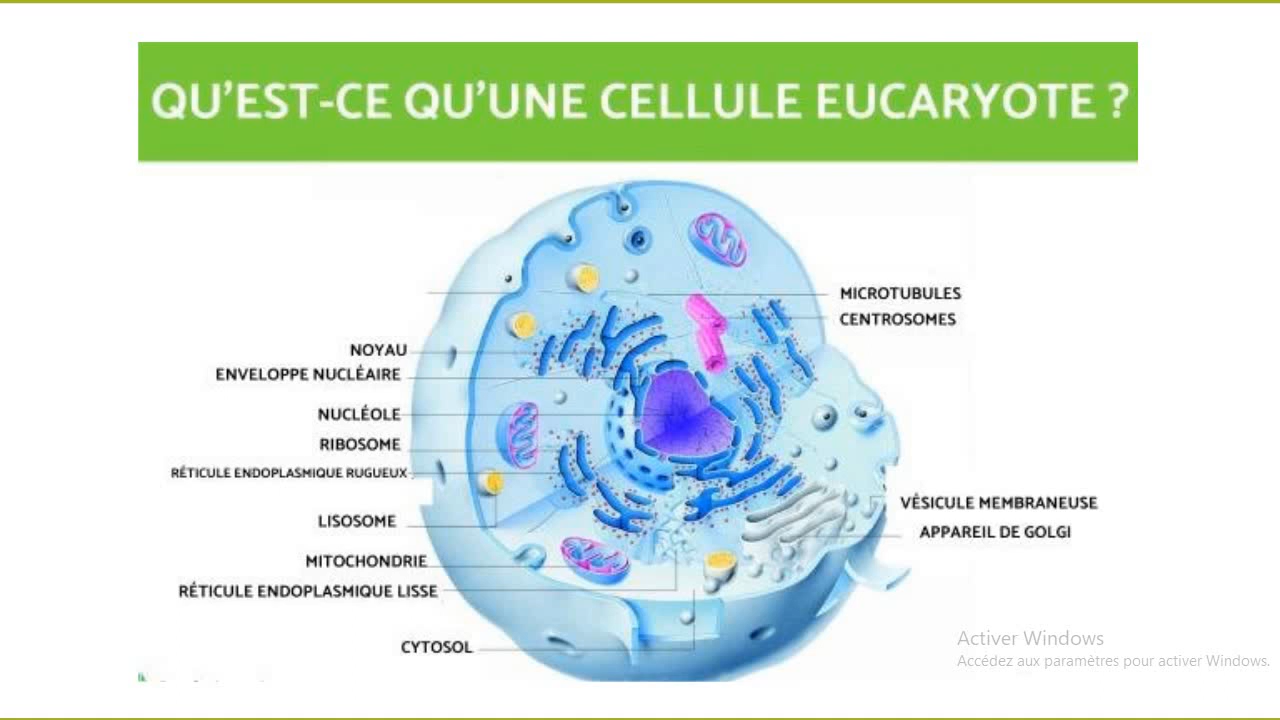 QU'EST-CE QU'UNE CELLULE EUCARYOTE ?
MICROTUBULES
CENTROSOMES
NOYAU
ENVELOPPE NUCLÉAIRE
NUCLÉOLE
RIBOSOME
RÉTICULE ENDOPLASMIQUE RUGUEUX
LISOSOME
MITOCHONDRIE
RÉTICULE ENDOPLASMIQUE LISSE
CYTOSOL
VÊSICULE MEMBRANEUSE
APPAREIL DE GOLGI
Activer Windows
Accédez aux paramètres pour activer Windows.